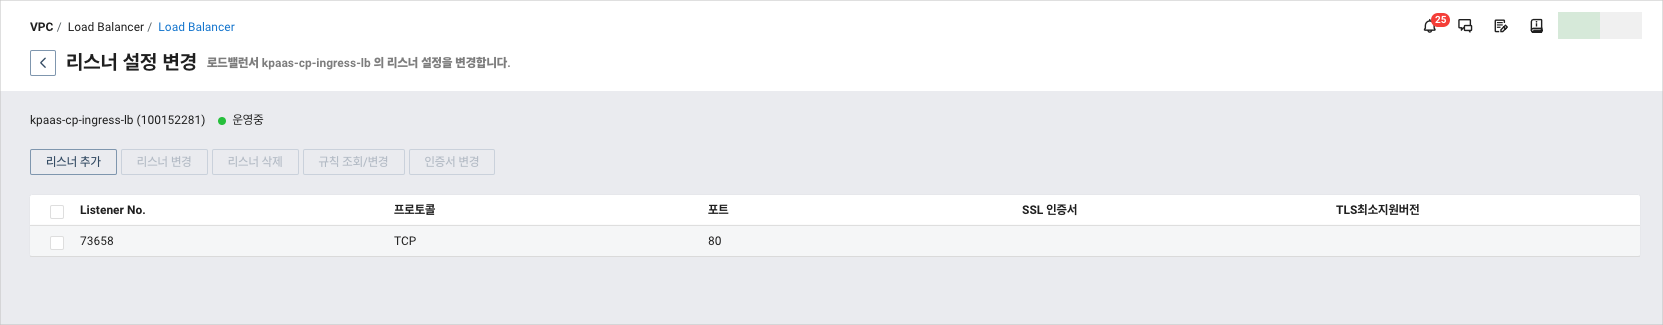 VPC / Load Balancer / Load Balancer
25
리스너 설정 변경 로드밸런서 kpaas-cp-ingress-lb 의 리스너 설정을 변경합니다.
kpaas-cp-ingress-lb (100152281) 운영중
리스너 추가 리스너 변경 리스너 삭제 규칙 조회/변경 인증서 변경
Listener No. 프로토콜 포트 SSL 인증서 TLS최소지원버전
73658 TCP 80